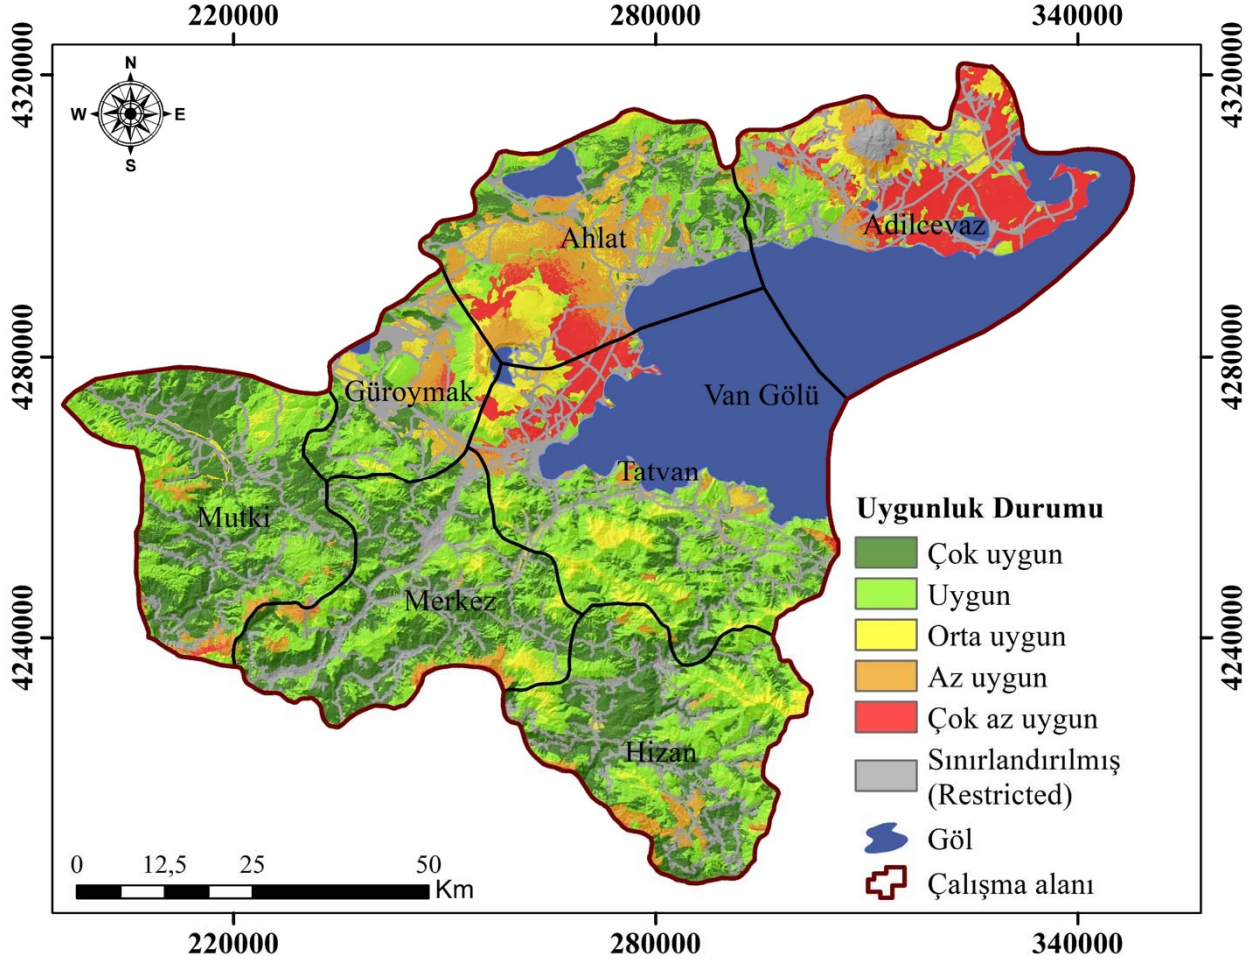 220000 280000 340000
4320000 4320000
N
W E
S
Ahlat
Adilcevaz
4280000 4280000
Güroymak
Van Gölü
Tatvan
Mutki
Merkez
4240000 4240000
Hizan
Uygunluk Durumu
Çok uygun
Uygun
Orta uygun
Az uygun
Çok az uygun
Sınırlandırılmış
(Restricted)
Göl
Çalışma alanı
0 12,5 25 50
Km
220000 280000 340000